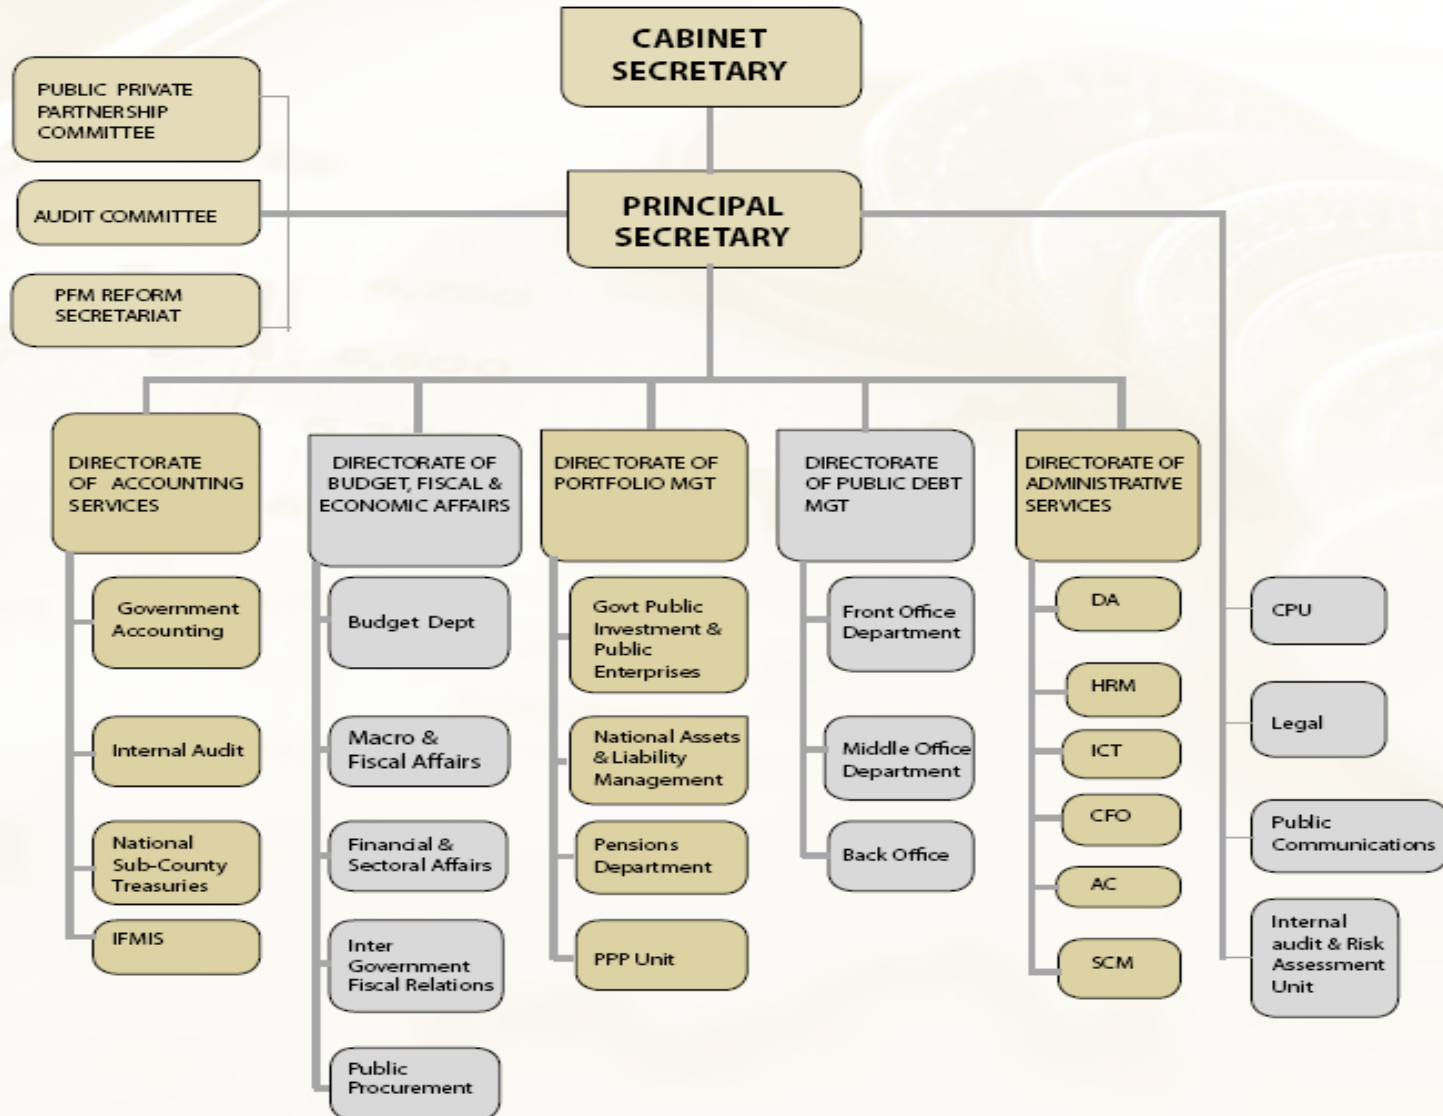 CABINET
SECRETARY
PUBLIC PRIVATE
PARTNERSHIP
COMMITTEE
AUDIT COMMITTEE
PFM REFORM
SECRETARIAT
PRINCIPAL
SECRETARY
DIRECTORATE
OF ACCOUNTING
SERVICES
Government
Accounting
Internal Audit
National
Sub-County
Treasuries
IFMIS
DIRECTORATE OF
BUDGET, FISCAL &
ECONOMIC AFFAIRS
Budget Dept
Macro &
Fiscal Affairs
Financial &
Sectoral Affairs
Inter
Government
Fiscal Relations
Public
Procurement
DIRECTORATE OF
PORTFOLIO MGT
Govt Public
Investment &
Public
Enterprises
National Assets
& Liability
Management
Pensions
Department
PPP Unit
DIRECTORATE
OF PUBLIC DEBT
MGT
Front Office
Department
Middle Office
Department
Back Office
DIRECTORATE OF
ADMINISTRATIVE
SERVICES
DA
HRM
ICT
CFO
AC
SCM
CPU
Legal
Public
Communications
Internal
audit & Risk
Assessment
Unit